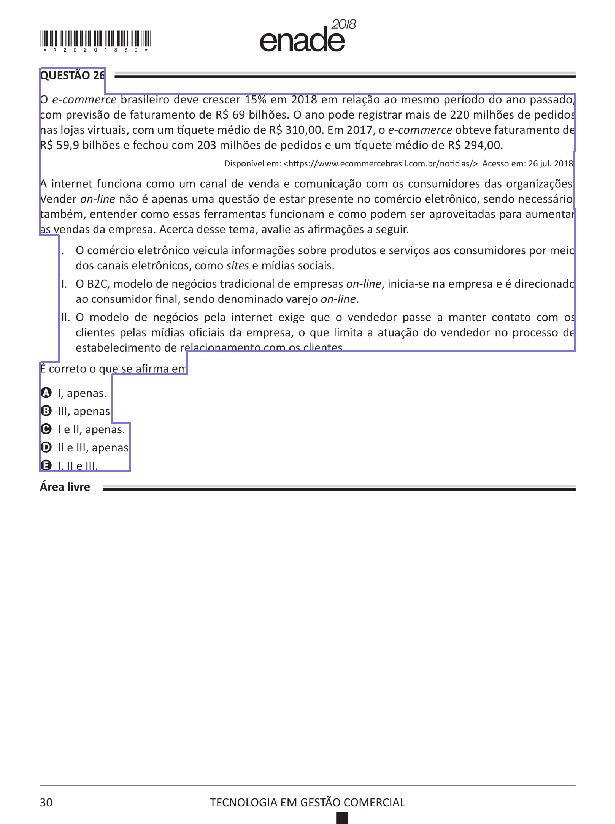 *R2620183 0*
enade 2018
QUESTÃO 26
O e-commerce brasileiro deve crescer 15% em 2018 em relação ao mesmo período do ano passado,
com previsão de faturamento de R$ 69 bilhões. O ano pode registrar mais de 220 milhões de pedidos
nas lojas virtuais, com um tíquete médio de R$ 310,00. Em 2017, o e-commerce obteve faturamento de
R$ 59,9 bilhões e fechou com 203 milhões de pedidos e um tíquete médio de R$ 294,00.
Disponível em: <https://www.ecommercebrasil.com.br/noticias/>. Acesso em: 26 jul. 2018
A internet funciona como um canal de venda e comunicação com os consumidores das organizações.
Vender on-line não é apenas uma questão de estar presente no comércio eletrônico, sendo necessário,
também, entender como essas ferramentas funcionam e como podem ser aproveitadas para aumentar
as vendas da empresa. Acerca desse tema, avalie as afirmações a seguir.
I. O comércio eletrônico veicula informações sobre produtos e serviços aos consumidores por meio
dos canais eletrônicos, como sites e mídias sociais.
II. O B2C, modelo de negócios tradicional de empresas on-line, inicia-se na empresa e é direcionado
ao consumidor final, sendo denominado varejo on-line.
III. O modelo de negócios pela internet exige que o vendedor passe a manter contato com os
clientes pelas mídias oficiais da empresa, o que limita a atuação do vendedor no processo de
estabelecimento de relacionamento com os clientes.
É correto o que se afirma em
A I, apenas.
B III, apenas.
C I e II, apenas.
D II e III, apenas.
E I, II e III.
Área livre
30
TECNOLOGIA EM GESTÃO COMERCIAL